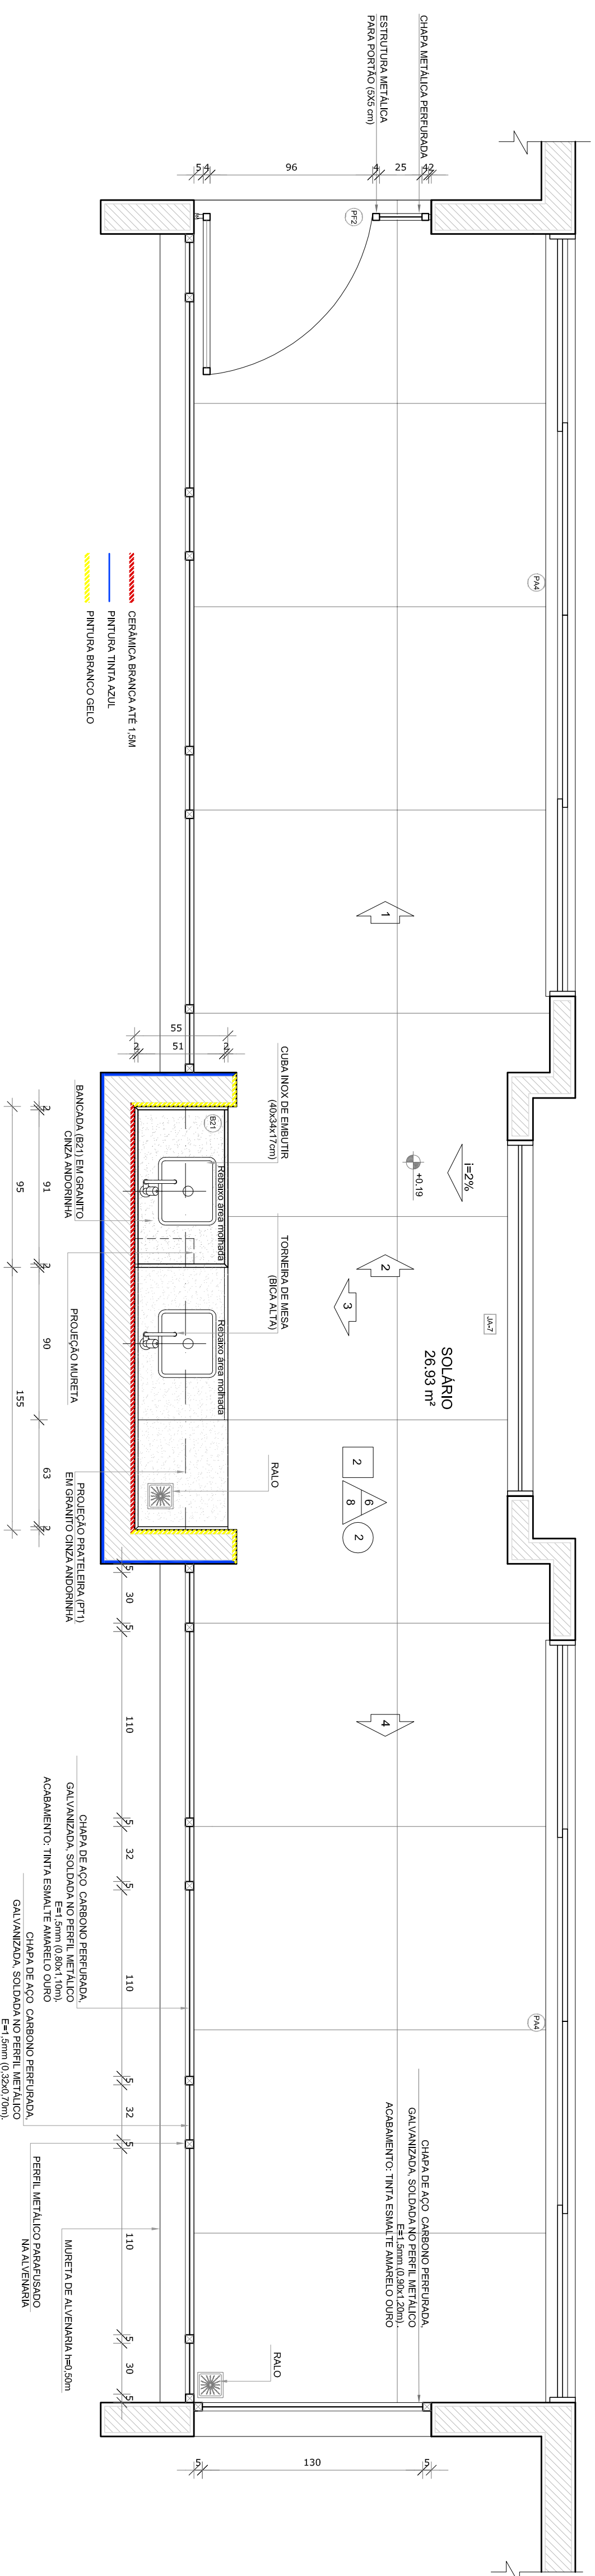 CHAPA METÁLICA PERFURADA
ESTRUTURA METÁLICA
PARA PORTÃO (5X5 cm)
5
4
96
4
25
4
2
PF2
PA4
CERÂMICA BRANCA ATÉ 1,5M
PINTURA TINTA AZUL
PINTURA BRANCO GELO
1
55
2
51
2
CUBA INOX DE EMBUTIR
(40x34x17cm)
B21
Rebaixo área molhada
BANCADA (B21) EM GRANITO
CINZA ANDORINHA
i=2%
+0.19
2
3
TORNEIRA DE MESA
(BICA ALTA)
Rebaixo área molhada
PROJEÇÃO MURETA
2
91
2
90
63
2
95
155
JA-7
SOLÁRIO
26.93 m²
2
6
8
2
RALO
PROJEÇÃO PRATELEIRA (PT1)
EM GRANITO CINZA ANDORINHA
4
5
30
5
110
5
32
5
110
5
32
5
110
5
30
5
CHAPA DE AÇO CARBONO PERFURADA,
GALVANIZADA, SOLDADA NO PERFIL METÁLICO
E=1,5mm (0,80x1,10m).
ACABAMENTO: TINTA ESMALTE AMARELO OURO
CHAPA DE AÇO CARBONO PERFURADA,
GALVANIZADA, SOLDADA NO PERFIL METÁLICO
E=1,5mm (0,32x0,70m).
PA4
CHAPA DE AÇO CARBONO PERFURADA,
GALVANIZADA, SOLDADA NO PERFIL METÁLICO
E=1,5mm (0,90x1,20m).
ACABAMENTO: TINTA ESMALTE AMARELO OURO
PERFIL METÁLICO PARAFUSADO
NA ALVENARIA
MURETA DE ALVENARIA h=0,50m
RALO
5
130
5